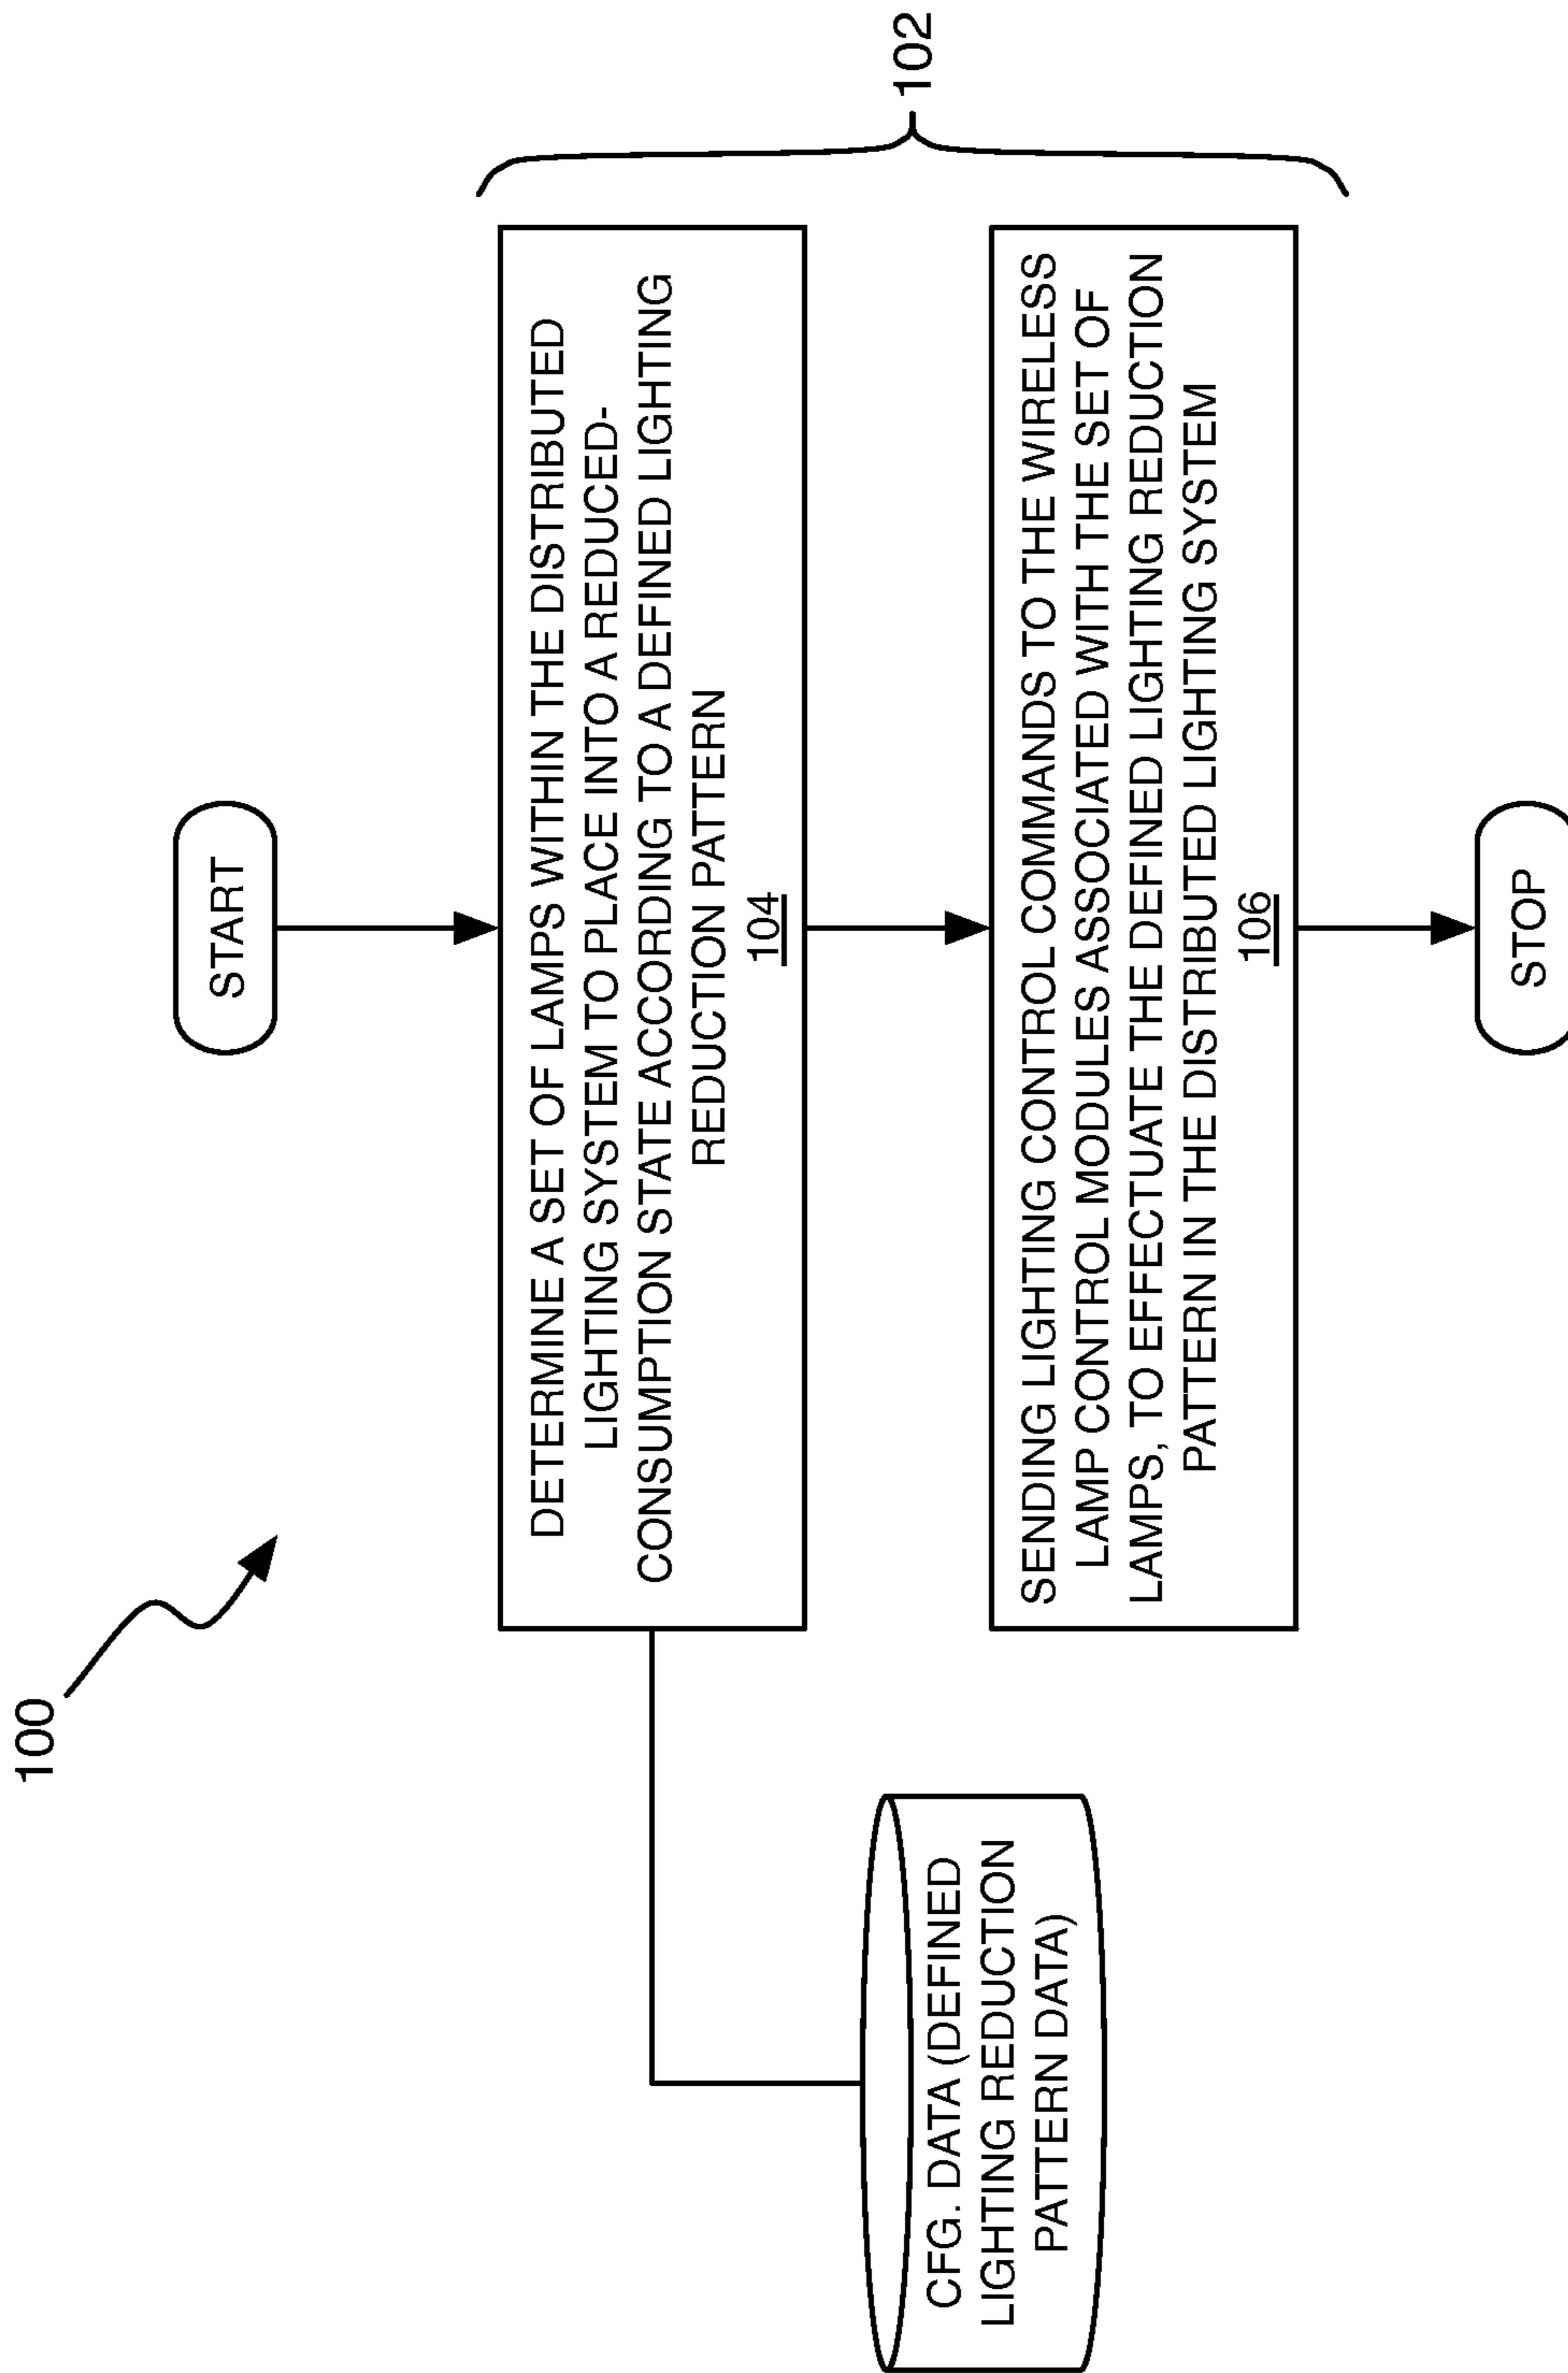 100
START
DETERMINE A SET OF LAMPS WITHIN THE DISTRIBUTED
LIGHTING SYSTEM TO PLACE INTO A REDUCED-
CONSUMPTION STATE ACCORDING TO A DEFINED LIGHTING
REDUCTION PATTERN
104
102
CFG. DATA (DEFINED
LIGHTING REDUCTION
PATTERN DATA)
SENDING LIGHTING CONTROL COMMANDS TO THE WIRELESS
LAMP CONTROL MODULES ASSOCIATED WITH THE SET OF
LAMPS, TO EFFECTUATE THE DEFINED LIGHTING REDUCTION
PATTERN IN THE DISTRIBUTED LIGHTING SYSTEM
106
STOP